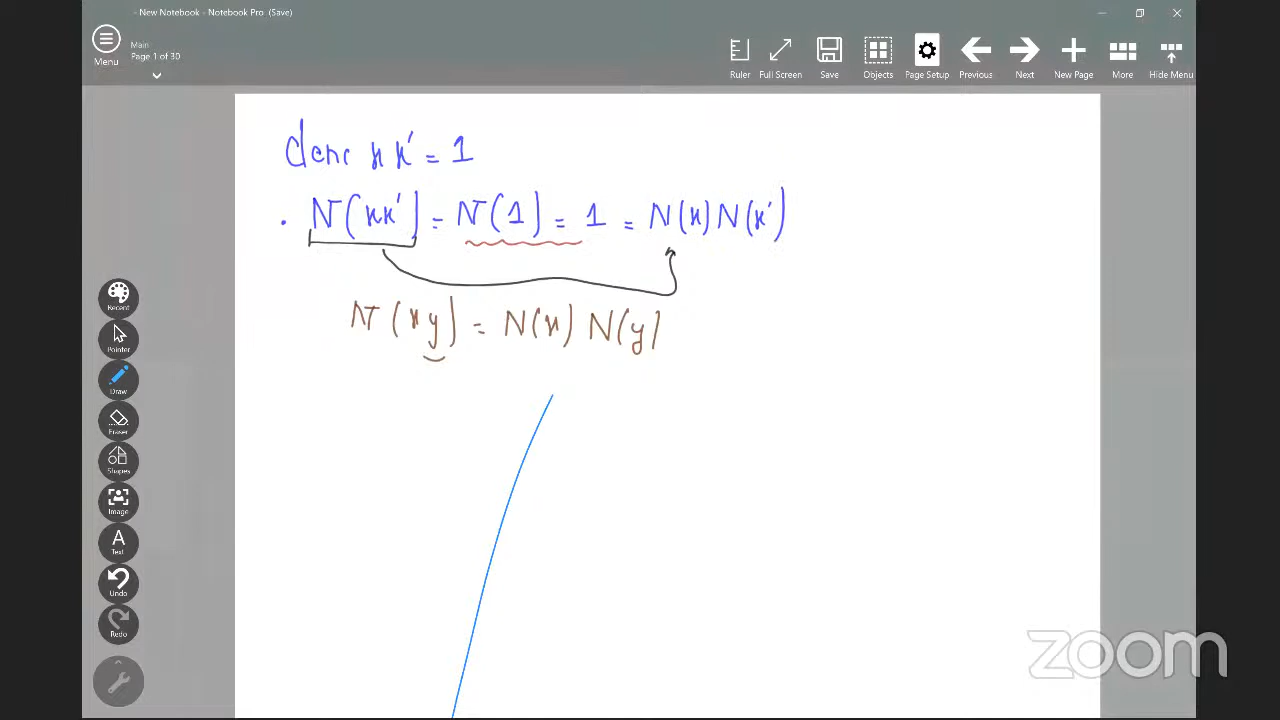 - New Notebook - Notebook Pro (Save)
Menu
Main
Page 1 of 30
Ruler
Full Screen
Save
Objects
Page Setup
Previous
Next
New Page
More
Hide Menu
donc xx' = 1
. N(xx') = N(1) = 1 = N(x) N(x')
N(xy) = N(x) N(y)
Recent
Pointer
Draw
Eraser
Shapes
Image
A
Text
Undo
Redo
zoom